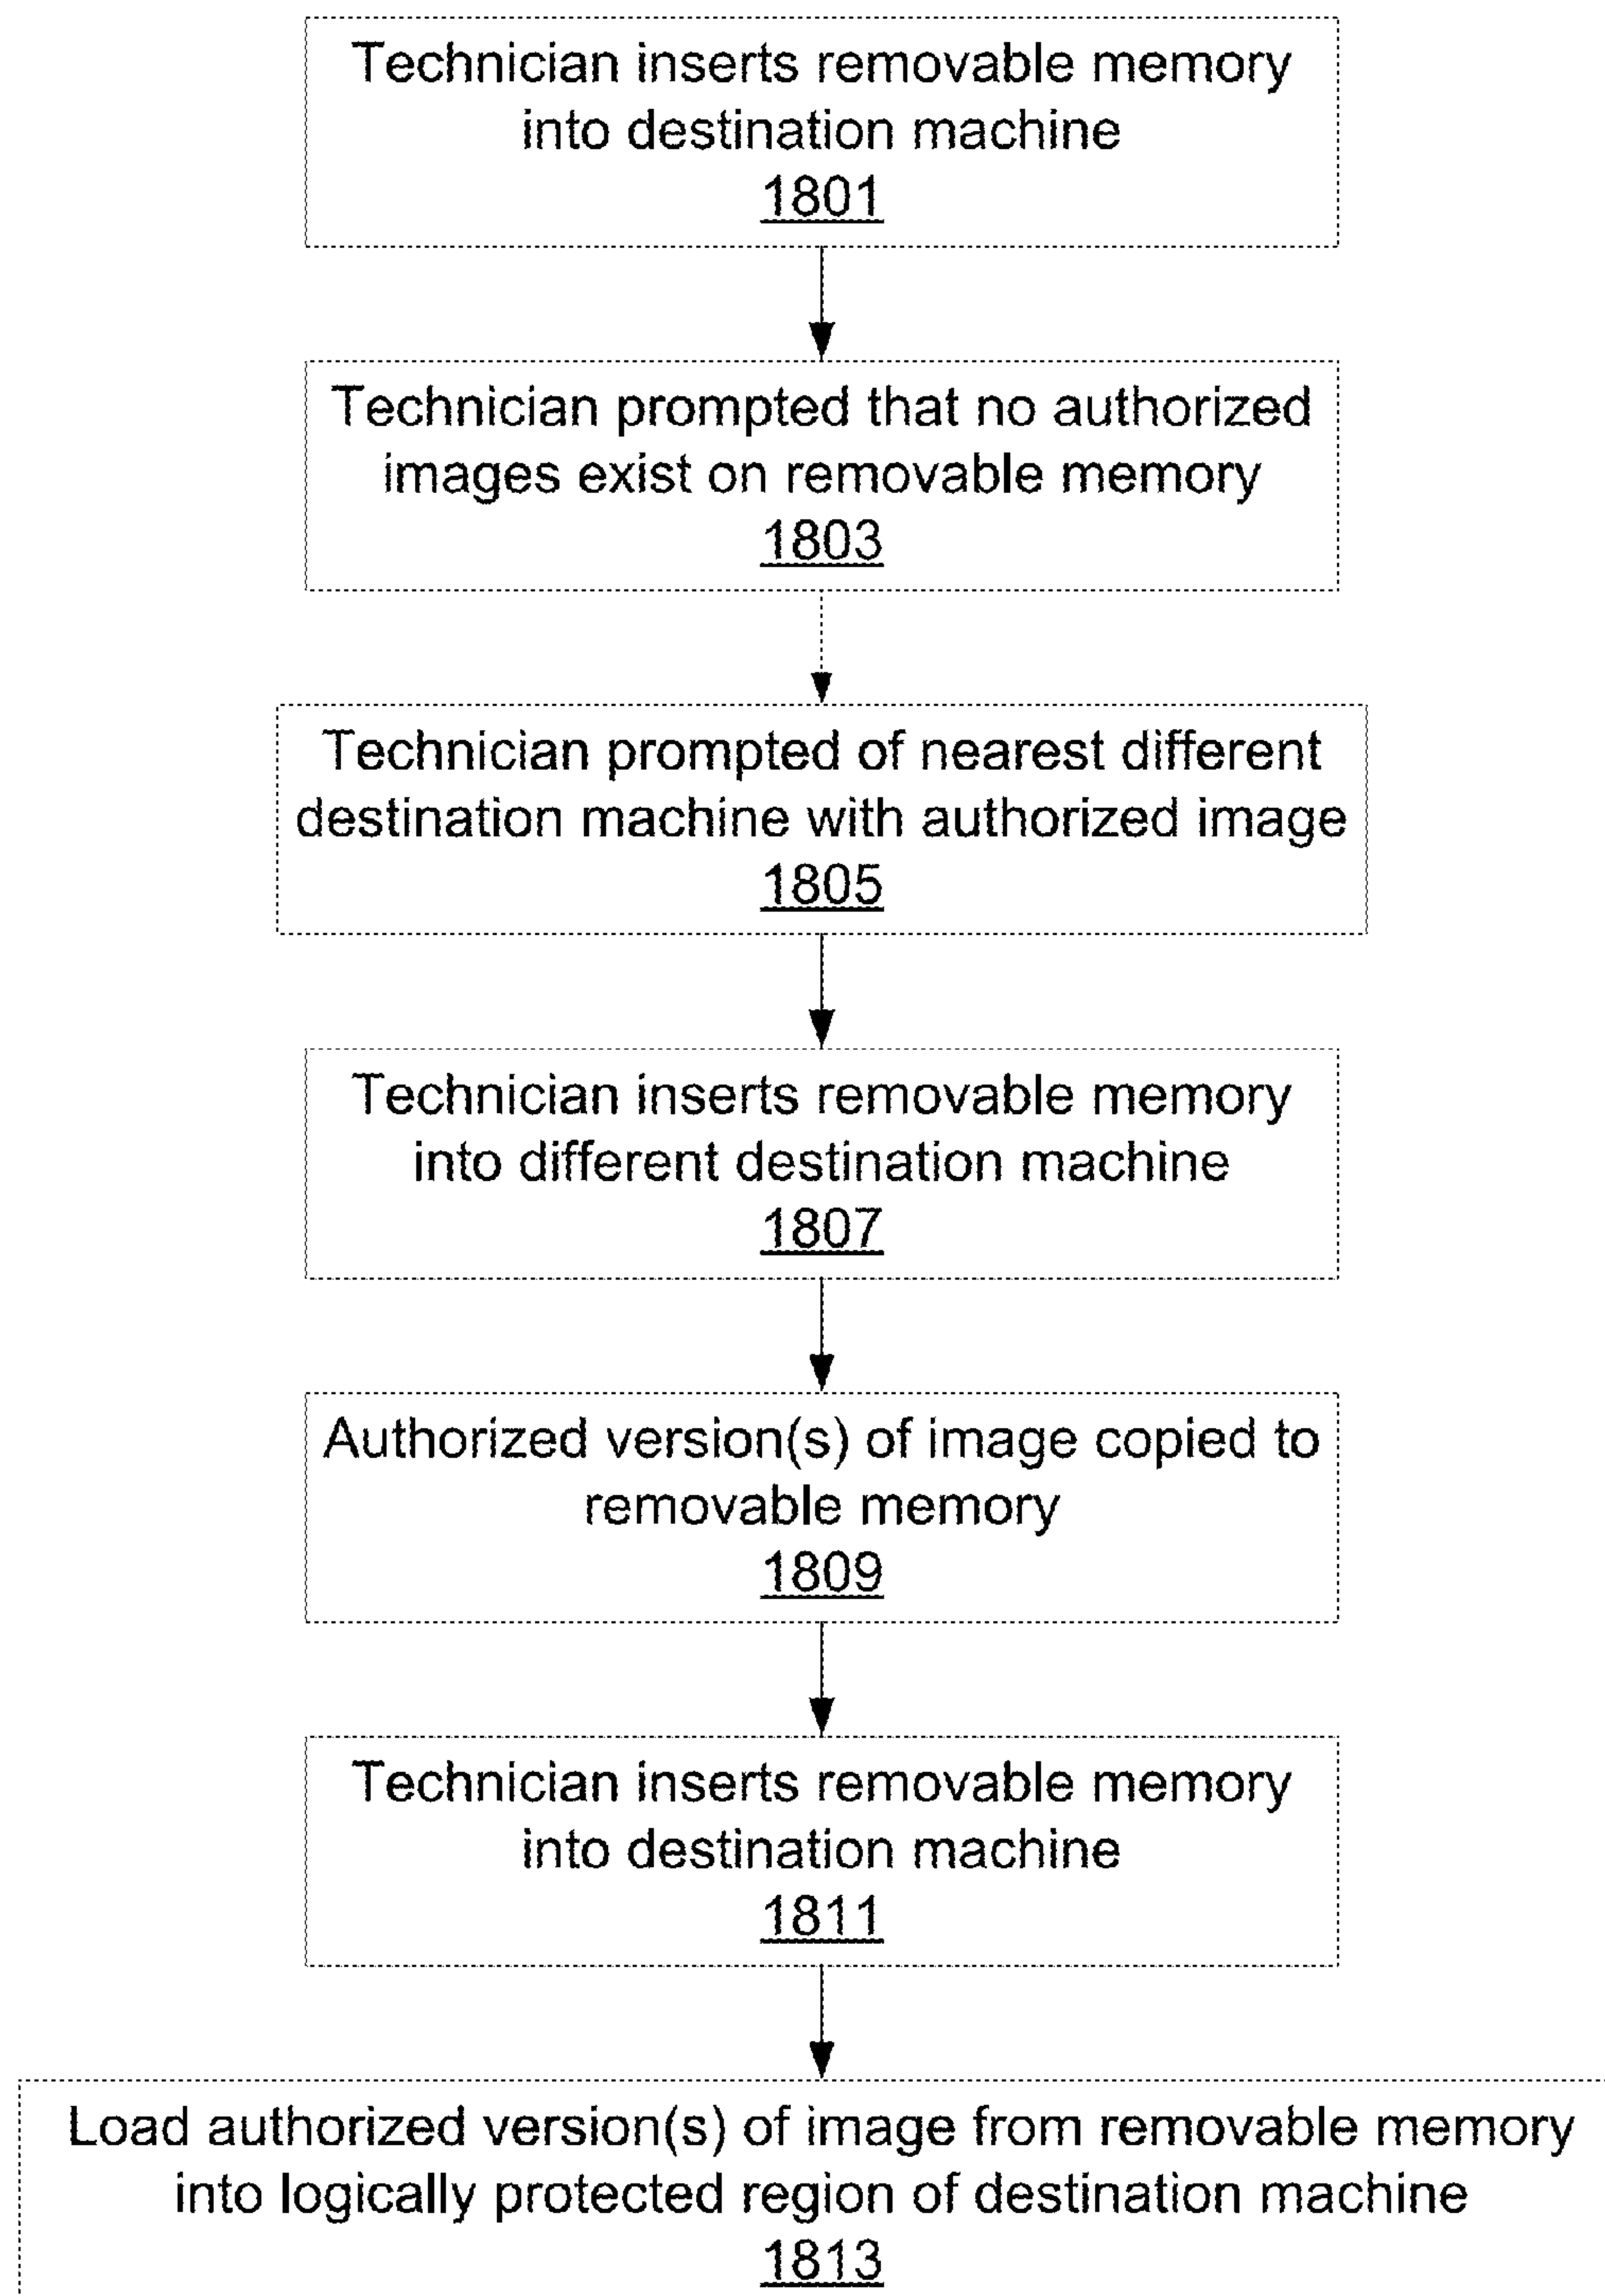 Technician inserts removable memory
into destination machine
1801
Technician prompted that no authorized
images exist on removable memory
1803
Technician prompted of nearest different
destination machine with authorized image
1805
Technician inserts removable memory
into different destination machine
1807
Authorized version(s) of image copied to
removable memory
1809
Technician inserts removable memory
into destination machine
1811
Load authorized version(s) of image from removable memory
into logically protected region of destination machine
1813